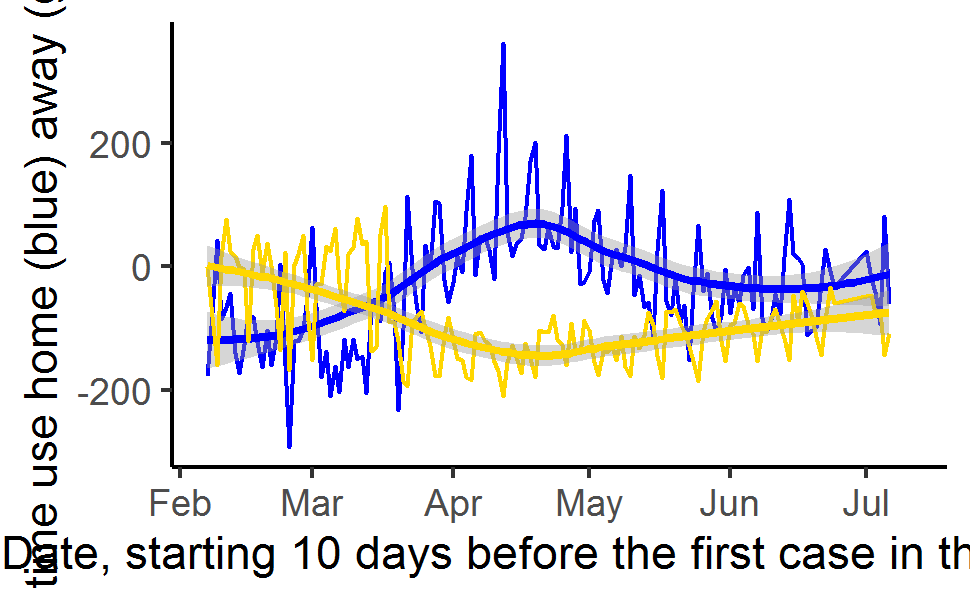 time use home (blue) away (
200
0
-200
Feb Mar Apr May Jun Jul
Date, starting 10 days before the first case in th